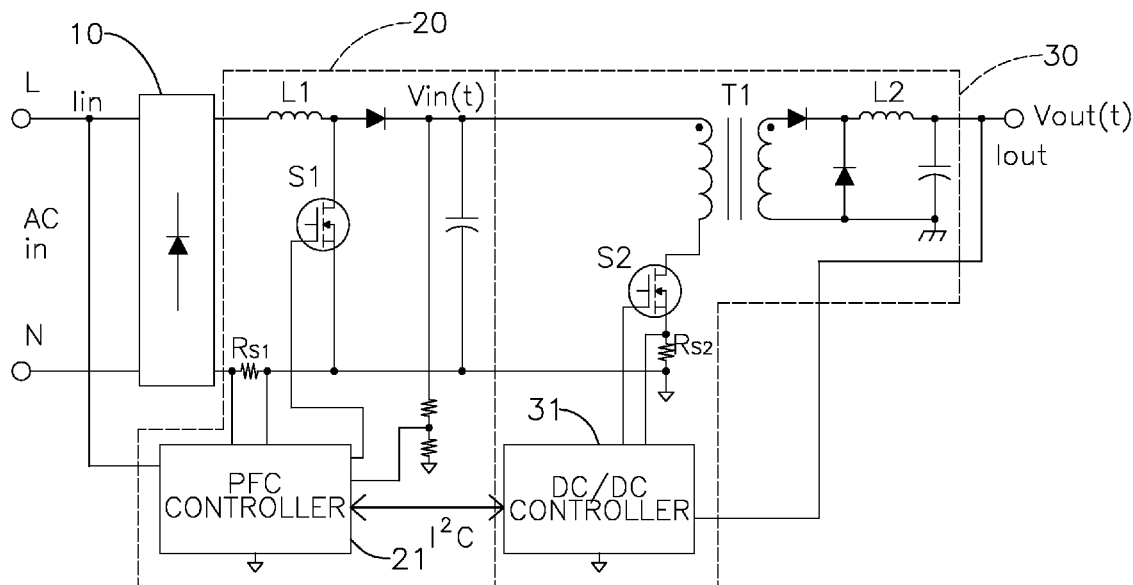 10
20
30
L
Iin
L1
Vin(t)
T1
L2
Vout(t)
Iout
S1
AC
in
S2
N
RS1
RS2
31
PFC
CONTROLLER
DC/DC
CONTROLLER
I²C
21